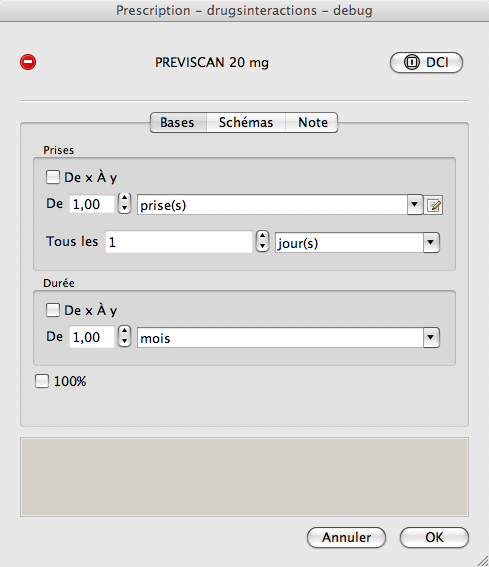 Prescription - drugsinteractions - debug
PREVISCAN 20 mg
DCI
Bases Schémas Note
Prises
De x À y
De 1,00 prise(s)
Tous les 1 jour(s)
Durée
De x À y
De 1,00 mois
100%
Annuler OK